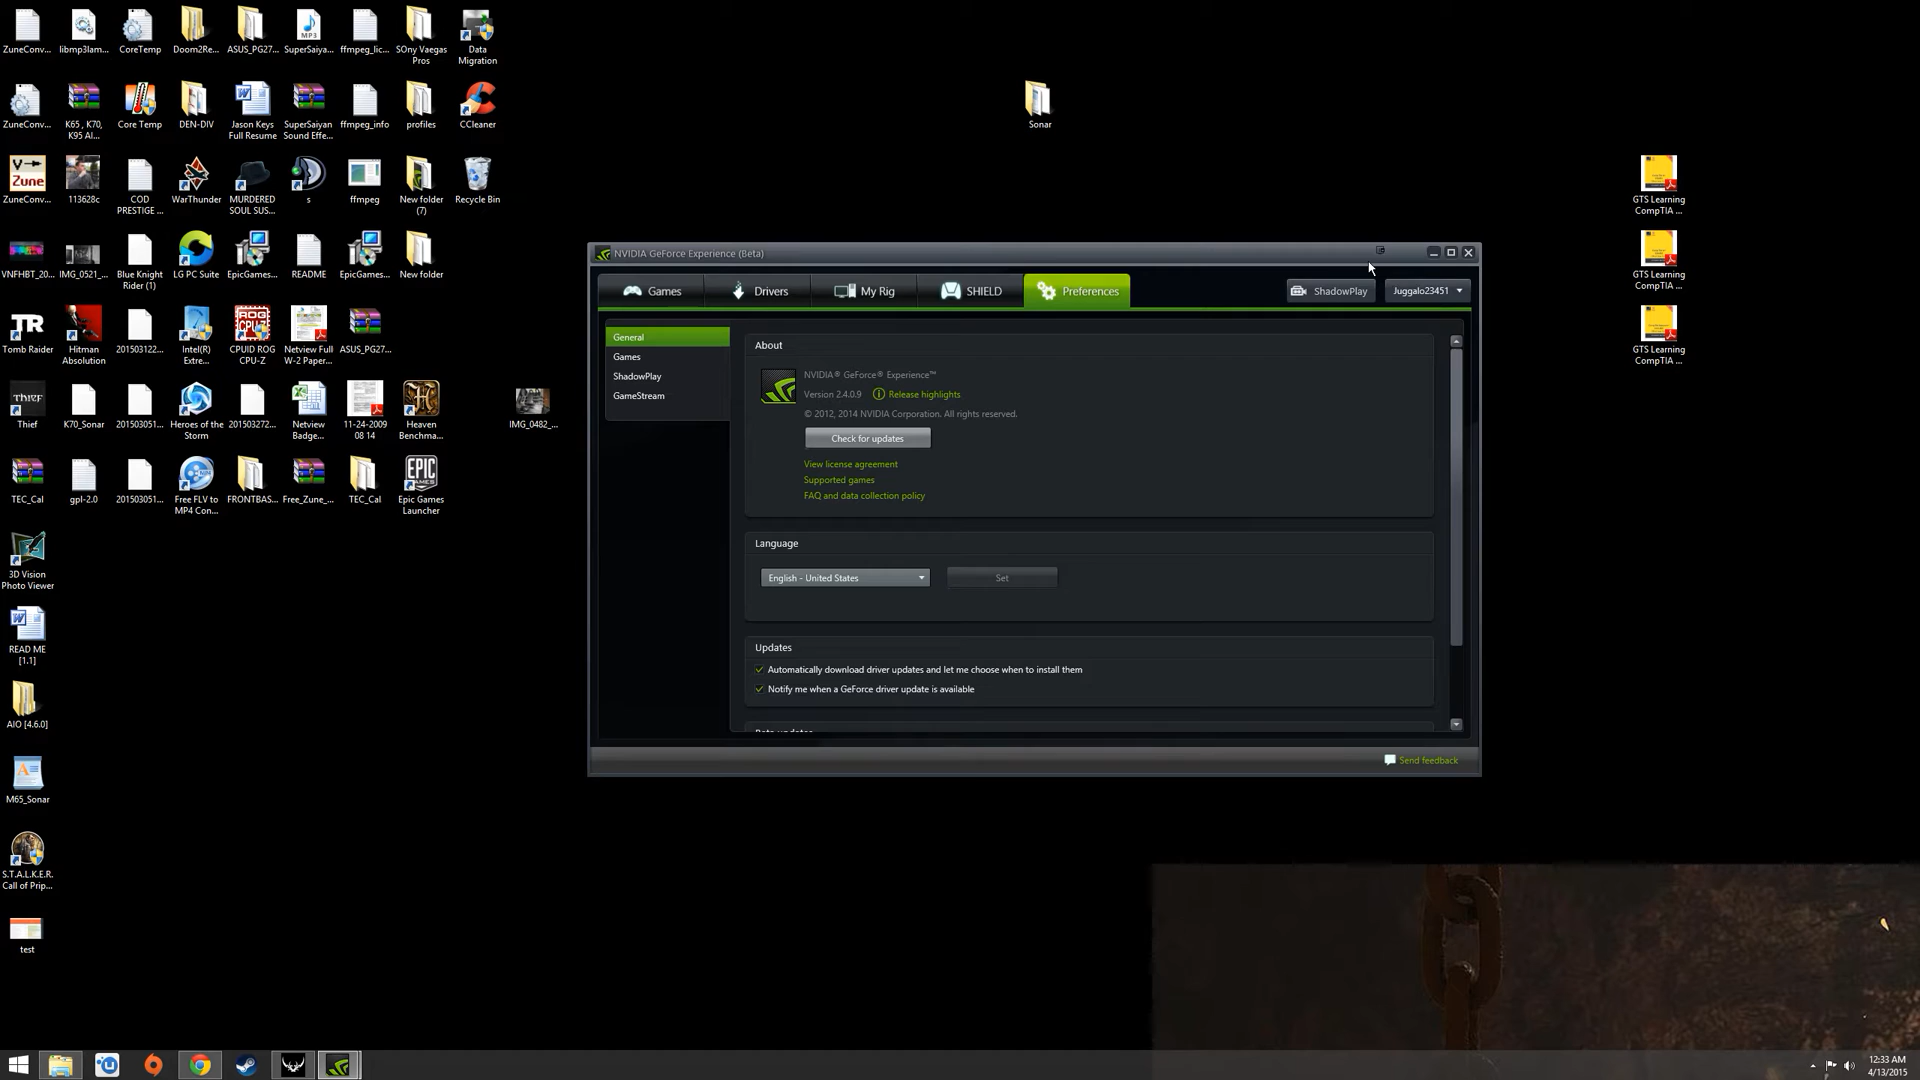 ZuneConv...
libmp3lam...
CoreTemp
Doom2Re...
ASUS_PG27...
SuperSaiya...
ffmpeg_lic...
SOny Vaegas
Pros
Data
Migration
ZuneConv...
K65 , K70,
K95 Al...
Core Temp
DEN-DIV
Jason Keys
Full Resume
SuperSaiyan
Sound Effe...
ffmpeg_info
profiles
CCleaner
Sonar
V
Zune
ZuneConv...
113628c
COD
PRESTIGE ...
WarThunder
MURDERED
SOUL SUS...
s
ffmpeg
New folder
(7)
Recycle Bin
GTS Learning
CompTIA ...
VNFHBT_20...
IMG_0521_...
Blue Knight
Rider (1)
LG PC Suite
EpicGames...
README
EpicGames...
New folder
GTS Learning
CompTIA ...
TR
Tomb Raider
Hitman
Absolution
201503122...
Intel(R)
Extre...
CPUID ROG
CPU-Z
Netview Full
W-2 Paper...
ASUS_PG27...
GTS Learning
CompTIA ...
THIEF
Thief
K70_Sonar
201503051...
Heroes of the
Storm
201503272...
Netview
Badge...
11-24-2009
08 14
Heaven
Benchma...
IMG_0482_...
TEC_Cal
gpl-2.0
201503051...
Free FLV to
MP4 Con...
FRONTBAS...
Free_Zune_...
TEC_Cal
EPIC
GAMES
Epic Games
Launcher
3D Vision
Photo Viewer
READ ME
[1.1]
AIO [4.6.0]
M65_Sonar
S.T.A.L.K.E.R.
Call of Prip...
test
NVIDIA GeForce Experience (Beta)
Games
Drivers
My Rig
SHIELD
Preferences
ShadowPlay
Juggalo23451
General
Games
ShadowPlay
GameStream
About
NVIDIA® GeForce® Experience™
Version 2.4.0.9 Release highlights
© 2012, 2014 NVIDIA Corporation. All rights reserved.
Check for updates
View license agreement
Supported games
FAQ and data collection policy
Language
English - United States
Set
About
Updates
Automatically download driver updates and let me choose when to install them
Notify me when a GeForce driver update is available
Beta updates
Send feedback
12:33 AM
4/13/2015